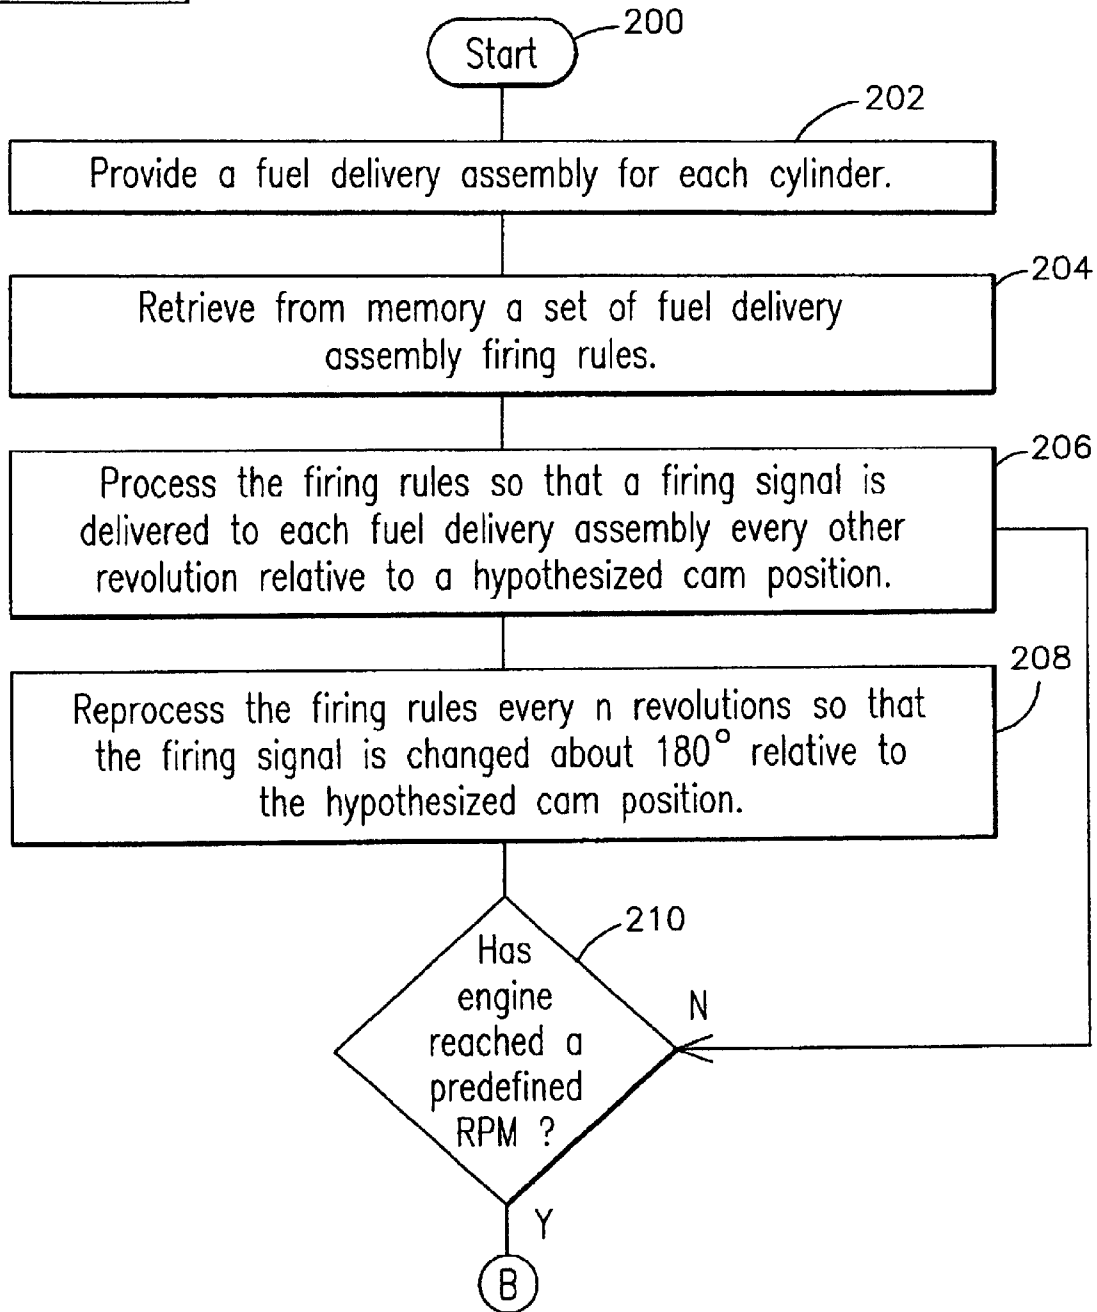 200
Start
202
Provide a fuel delivery assembly for each cylinder.
204
Retrieve from memory a set of fuel delivery
assembly firing rules.
206
Process the firing rules so that a firing signal is
delivered to each fuel delivery assembly every other
revolution relative to a hypothesized cam position.
208
Reprocess the firing rules every n revolutions so that
the firing signal is changed about 180° relative to
the hypothesized cam position.
210
Has
engine
reached a
predefined
RPM ?
N
Y
B